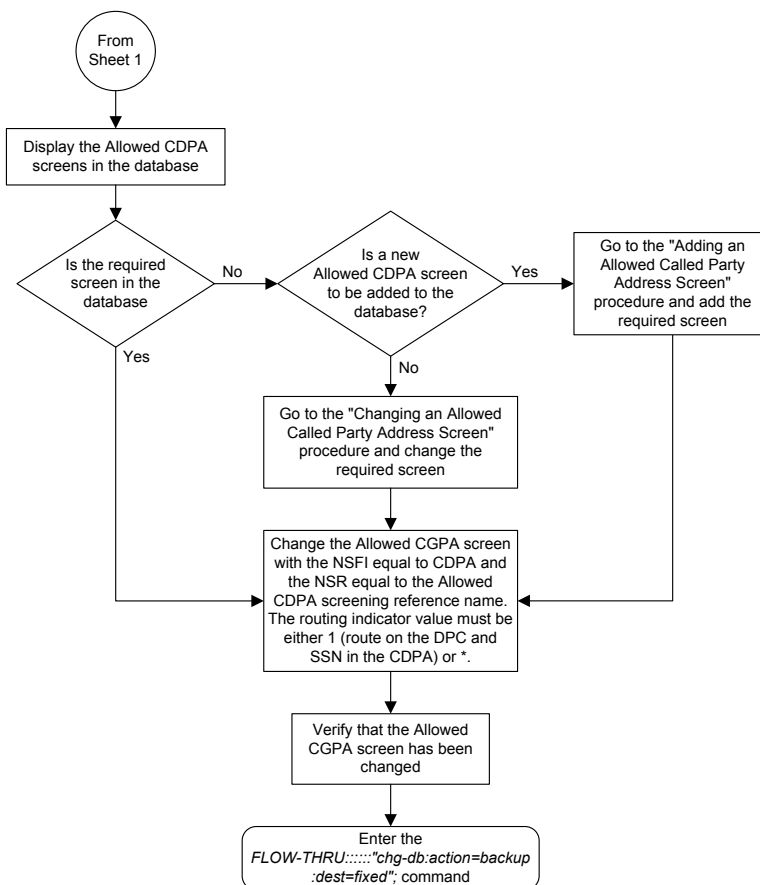 From
Sheet 1
Display the Allowed CDPA
screens in the database
Is the required
screen in the
database
No
Is a new
Allowed CDPA screen
to be added to the
database?
Yes
Go to the "Adding an
Allowed Called Party
Address Screen"
procedure and add the
required screen
Yes
No
Go to the "Changing an Allowed
Called Party Address Screen"
procedure and change the
required screen
Change the Allowed CGPA screen
with the NSFI equal to CDPA and
the NSR equal to the Allowed
CDPA screening reference name.
The routing indicator value must be
either 1 (route on the DPC and
SSN in the CDPA) or *.
Verify that the Allowed
CGPA screen has been
changed
Enter the
FLOW-THRU::::::"chg-db:action=backup
:dest=fixed"; command